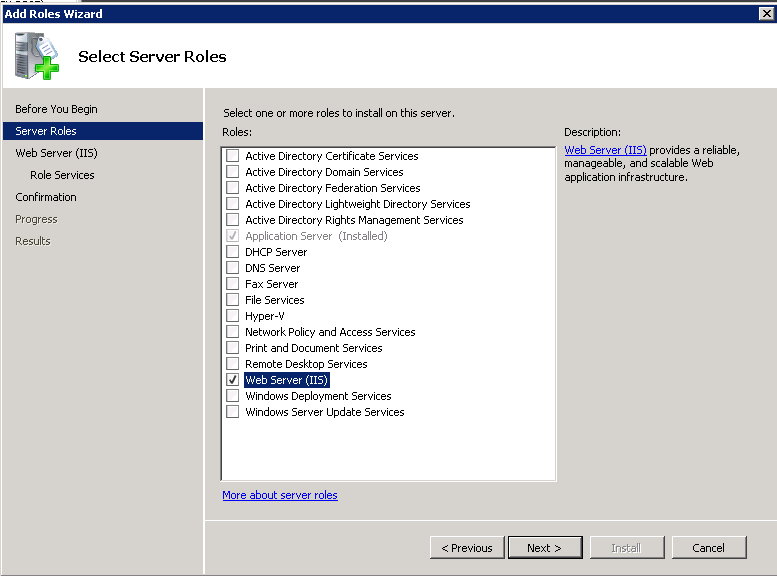 Add Roles Wizard
Select Server Roles
Before You Begin
Server Roles
Web Server (IIS)
Role Services
Confirmation
Progress
Results
Select one or more roles to install on this server.
Roles:
Active Directory Certificate Services
Active Directory Domain Services
Active Directory Federation Services
Active Directory Lightweight Directory Services
Active Directory Rights Management Services
Application Server (Installed)
DHCP Server
DNS Server
Fax Server
File Services
Hyper-V
Network Policy and Access Services
Print and Document Services
Remote Desktop Services
Web Server (IIS)
Windows Deployment Services
Windows Server Update Services
More about server roles
Description:
Web Server (IIS) provides a reliable,
manageable, and scalable Web
application infrastructure.
< Previous
Next >
Install
Cancel